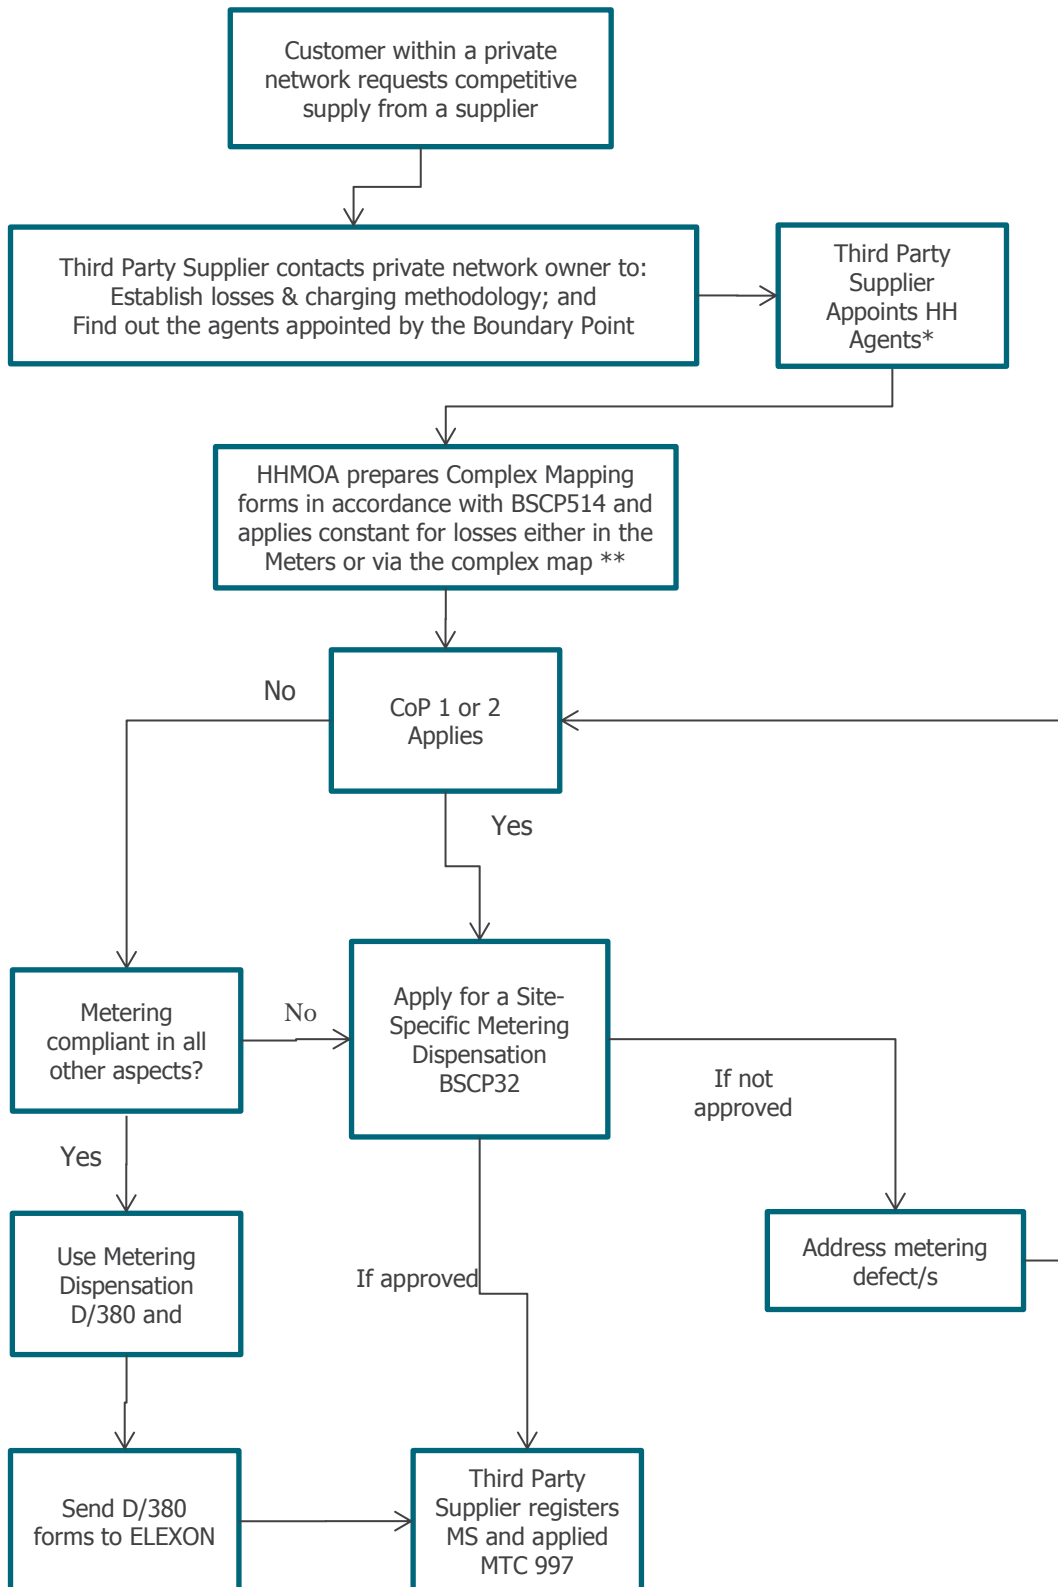 Customer within a private
network requests competitive
supply from a supplier
Third Party Supplier contacts private network owner to:
Establish losses & charging methodology; and
Find out the agents appointed by the Boundary Point
Third Party
Supplier
Appoints HH
Agents*
HHMOA prepares Complex Mapping
forms in accordance with BSCP514 and
applies constant for losses either in the
Meters or via the complex map **
No
CoP 1 or 2
Applies
Yes
Metering
compliant in all
other aspects?
No
Apply for a Site-
Specific Metering
Dispensation
BSCP32
If not
approved
Yes
Use Metering
Dispensation
D/380 and
If approved
Address metering
defect/s
Send D/380
forms to ELEXON
Third Party
Supplier registers
MS and applied
MTC 997